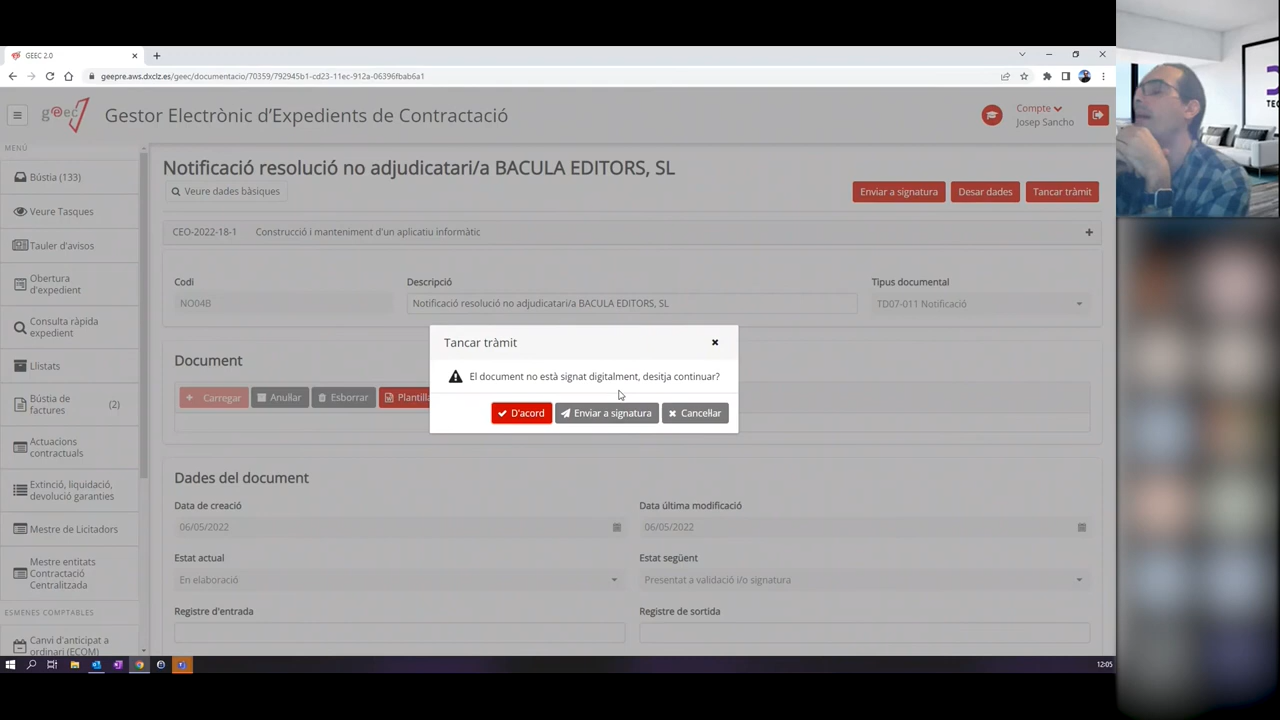 GEEC 2.0
geepre.aws.dxclz.es/geec/documentacio/70359/792945b1-cd23-11ec-912a-06396fbab6a1
geec
Gestor Electrònic d'Expedients de Contractació
Compte
Josep Sancho
MENÚ
Bústia (133)
Veure Tasques
Tauler d'avisos
Obertura
d'expedient
Consulta ràpida
expedient
Llistats
Bústia de
factures
(2)
Actuacions
contractuals
Extinció, liquidació,
devolució garanties
Mestre de Licitadors
Mestre entitats
Contractació
Centralitzada
ESMENES COMPTABLES
Canvi d'anticipat a
ordinari (ECOM)
Notificació resolució no adjudicatari/a BACULA EDITORS, SL
Veure dades bàsiques
Enviar a signatura
Desar dades
Tancar tràmit
CEO-2022-18-1 Construcció i manteniment d'un aplicatiu informàtic
Codi
NO04B
Descripció
Notificació resolució no adjudicatari/a BACULA EDITORS, SL
Tipus documental
TD07-011 Notificació
Document
Carregar
Anul·lar
Esborrar
Plantill
Tancar tràmit
El document no està signat digitalment, desitja continuar?
D'acord
Enviar a signatura
Cancel·lar
Dades del document
Data de creació
06/05/2022
Data última modificació
06/05/2022
Estat actual
En elaboració
Estat següent
Presentat a validació i/o signatura
Registre d'entrada
Registre de sortida
12:05
TEC